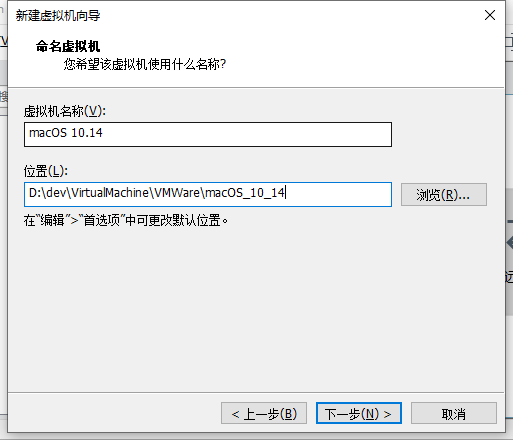 新建虚拟机向导
命名虚拟机
您希望该虚拟机使用什么名称?
虚拟机名称(V):
macOS 10.14
位置(L):
D:\dev\VirtualMachine\VMWare\macOS_10_14
浏览(R)...
在“编辑”>“首选项”中可更改默认位置。
< 上一步(B)
下一步(N) >
取消